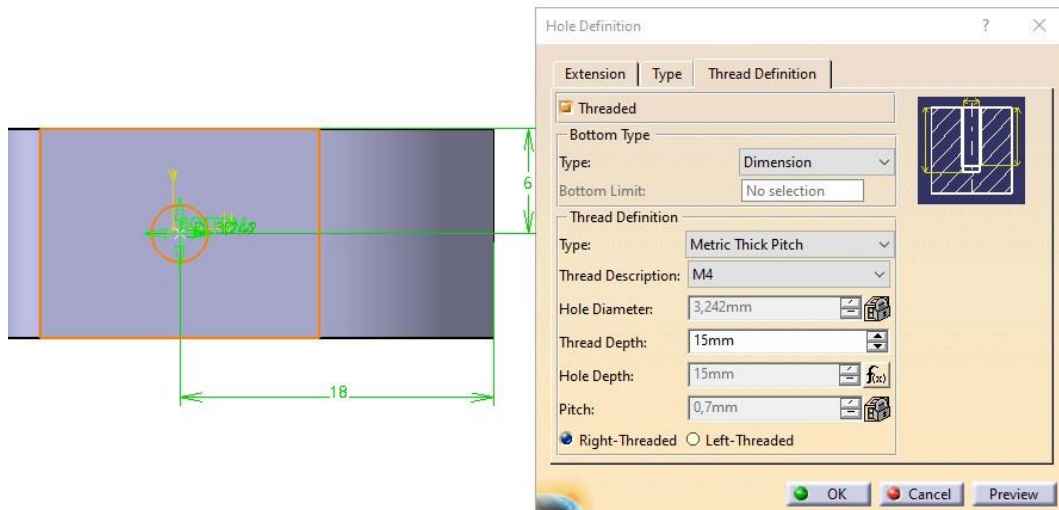 Hole Definition
?
Extension
Type
Thread Definition
Threaded
Bottom Type
Type:
Dimension
Bottom Limit:
No selection
Thread Definition
Type:
Metric Thick Pitch
Thread Description:
M4
Hole Diameter:
3,242mm
Thread Depth:
15mm
Hole Depth:
15mm
f(x)
Pitch:
0,7mm
Right-Threaded
Left-Threaded
OK
Cancel
Preview
6
18